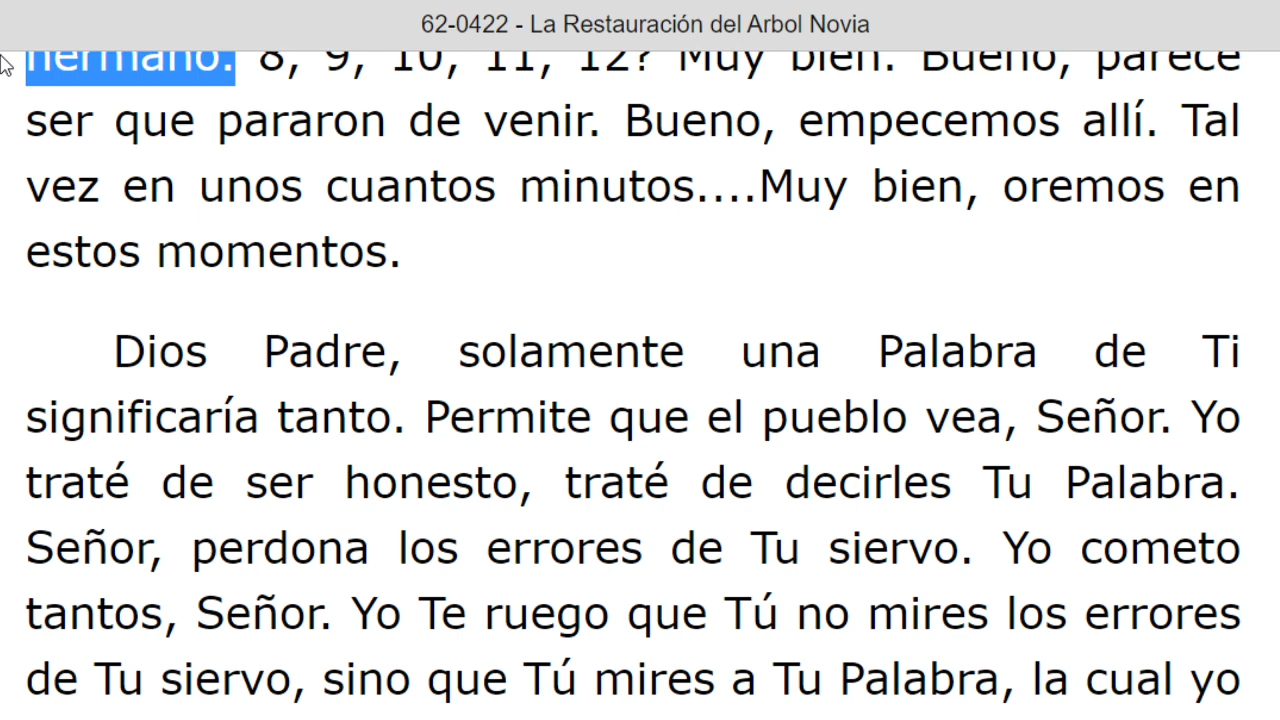 62-0422 - La Restauración del Arbol Novia
hermano. 8, 9, 10, 11, 12? Muy bien. Bueno, parece
ser que pararon de venir. Bueno, empecemos allí. Tal
vez en unos cuantos minutos....Muy bien, oremos en
estos momentos.
Dios Padre, solamente una Palabra de Ti
significaría tanto. Permite que el pueblo vea, Señor. Yo
traté de ser honesto, traté de decirles Tu Palabra.
Señor, perdona los errores de Tu siervo. Yo cometo
tantos, Señor. Yo Te ruego que Tú no mires los errores
de Tu siervo, sino que Tú mires a Tu Palabra, la cual yo